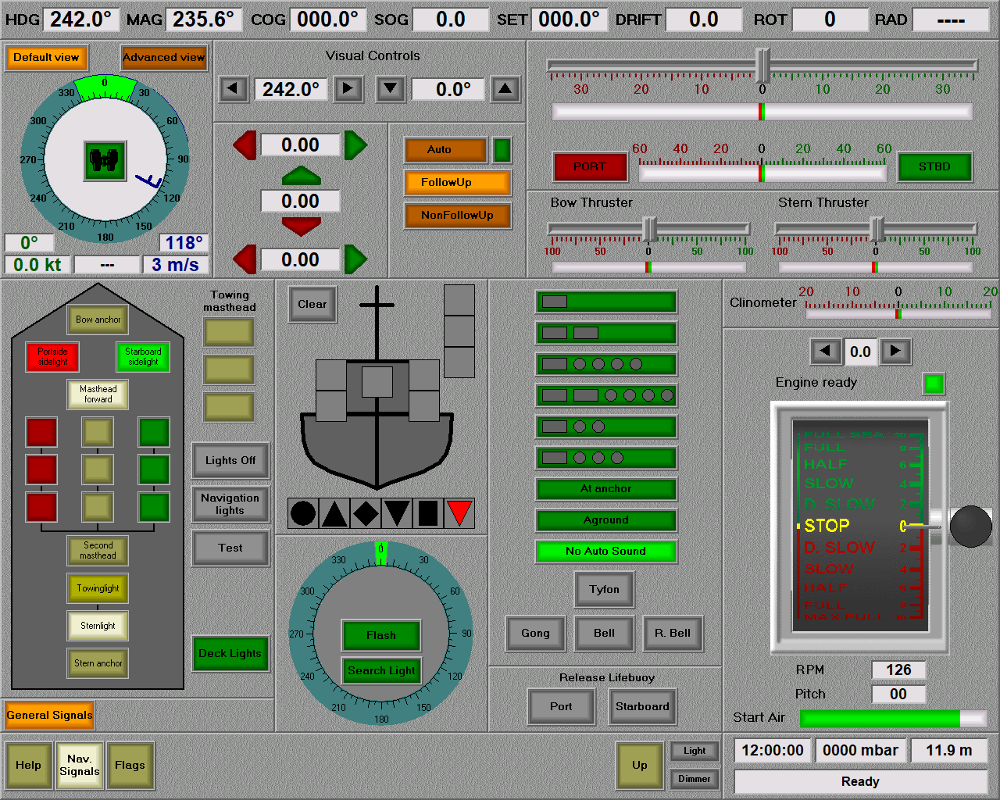 HDG 242.0° MAG 235.6° COG 000.0° SOG 0.0 SET 000.0° DRIFT 0.0 ROT 0 RAD ----
Default view Advanced view
0 30 60 90 120 150 180 210 240 270 300 330
0° 118°
0.0 kt --- 3 m/s
Visual Controls
242.0° 0.0°
0.00
0.00
0.00
Auto
FollowUp
NonFollowUp
30 20 10 0 10 20 30
60 40 20 0 20 40 60
PORT STBD
Bow Thruster Stern Thruster
100 50 0 50 100 100 50 0 50 100
Bow anchor
Portside
sidelight
Starboard
sidelight
Masthead
forward
Second
masthead
Towinglight
Sternlight
Stern anchor
Towing
masthead
Lights Off
Navigation
lights
Test
Deck Lights
General Signals
Clear
0 30 60 90 120 150 180 210 240 270 300 330
Flash
Search Light
At anchor
Aground
No Auto Sound
Tyfon
Gong Bell R. Bell
Release Lifebuoy
Port Starboard
Clinometer 20 10 0 10 20
0.0
Engine ready
FULL SEA 10
FULL 8
HALF 6
SLOW 4
D. SLOW 2
STOP 0
D. SLOW 2
SLOW 4
HALF 6
FULL 8
MAX FULL 10
RPM 126
Pitch 00
Start Air
Help
Nav.
Signals
Flags
Up
Light
Dimmer
12:00:00 0000 mbar 11.9 m
Ready